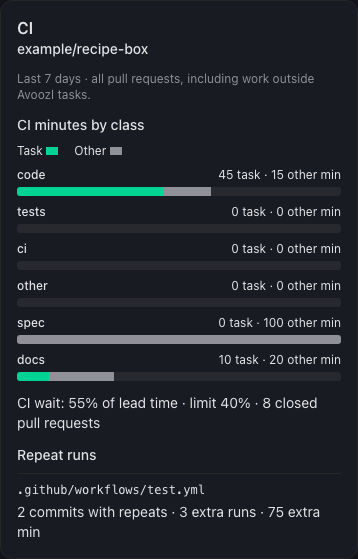 CI
example/recipe-box
Last 7 days · all pull requests, including work outside
Avoozl tasks.
CI minutes by class
Task Other
code 45 task · 15 other min
tests 0 task · 0 other min
ci 0 task · 0 other min
other 0 task · 0 other min
spec 0 task · 100 other min
docs 10 task · 20 other min
CI wait: 55% of lead time · limit 40% · 8 closed
pull requests
Repeat runs
.github/workflows/test.yml
2 commits with repeats · 3 extra runs · 75 extra
min